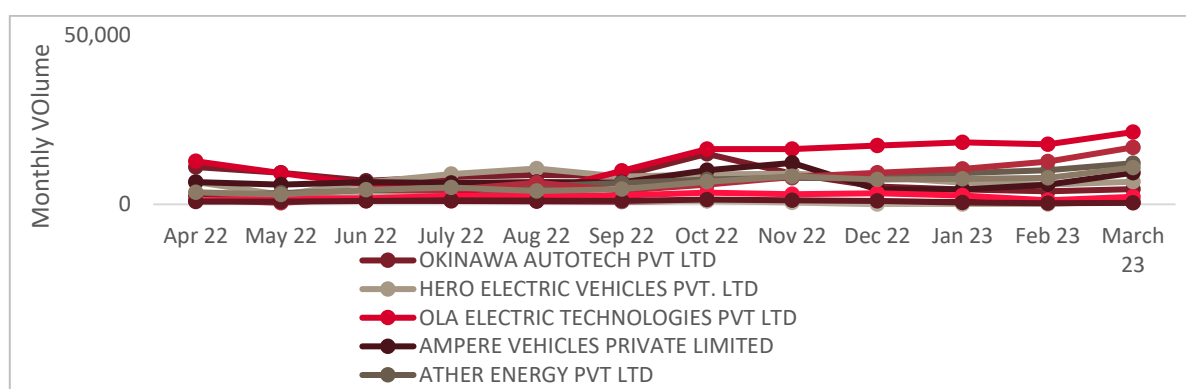 50,000
Monthly VOlume
0
Apr 22 May 22 Jun 22 July 22 Aug 22 Sep 22 Oct 22 Nov 22 Dec 22 Jan 23 Feb 23 March 23
OKINAWA AUTOTECH PVT LTD
HERO ELECTRIC VEHICLES PVT. LTD
OLA ELECTRIC TECHNOLOGIES PVT LTD
AMPERE VEHICLES PRIVATE LIMITED
ATHER ENERGY PVT LTD